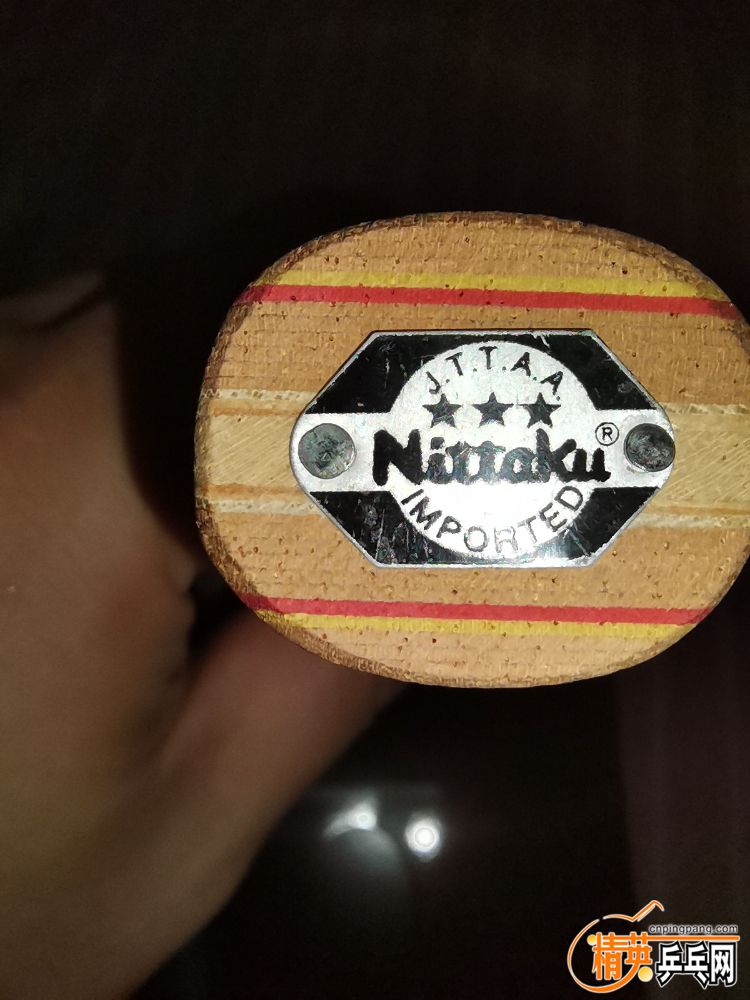 J.T.T.A.A.
★★★
Nittaku®
IMPORTED
cnpingpang.com
精英乒乓网